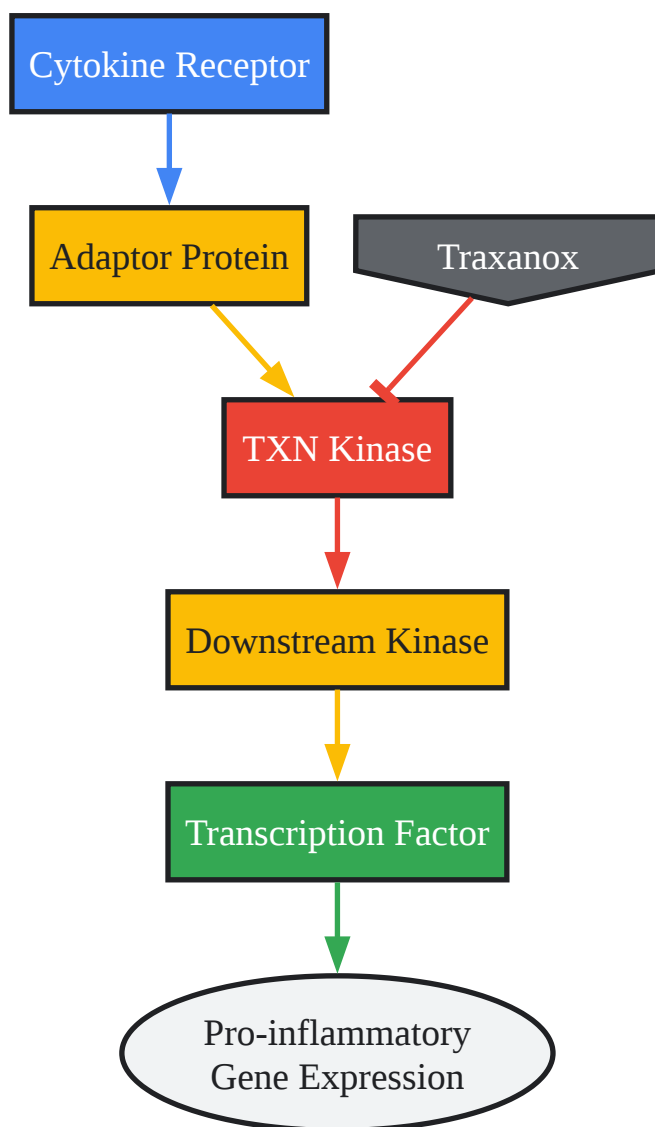 Cytokine Receptor
Adaptor Protein
Traxanox
TXN Kinase
Downstream Kinase
Transcription Factor
Pro-inflammatory
Gene Expression